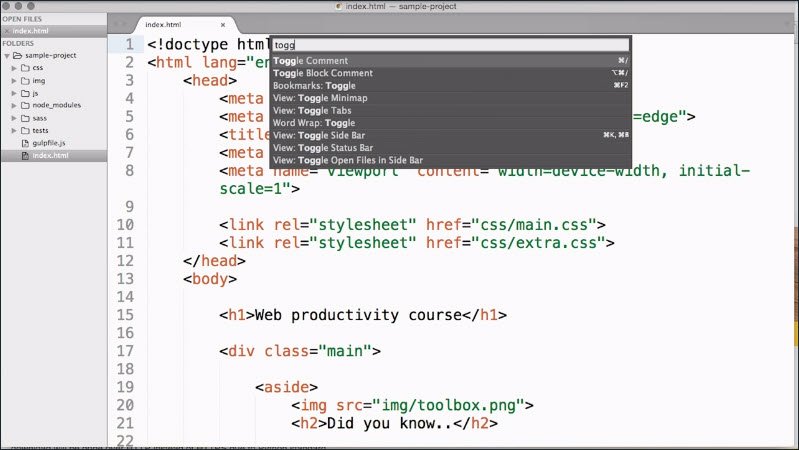 index.html — sample-project
OPEN FILES
index.html
FOLDERS
sample-project
css
img
js
node_modules
sass
tests
gulpfile.js
index.html
index.html
togg
Toggle Comment ⌘/
Toggle Block Comment ⌥⌘/
Bookmarks: Toggle ⌘F2
View: Toggle Minimap
View: Toggle Tabs
Word Wrap: Toggle
View: Toggle Side Bar ⌘K, ⌘B
View: Toggle Status Bar
View: Toggle Open Files in Side Bar
1 <!doctype html
2 <html lang="en
3 <head>
4 <meta
5 <meta =edge">
6 <title
7 <meta
8 <meta name="viewport" content="width=device-width, initial-
scale=1">
9
10 <link rel="stylesheet" href="css/main.css">
11 <link rel="stylesheet" href="css/extra.css">
12 </head>
13 <body>
14
15 <h1>Web productivity course</h1>
16
17 <div class="main">
18
19 <aside>
20 <img src="img/toolbox.png">
21 <h2>Did you know..</h2>
22